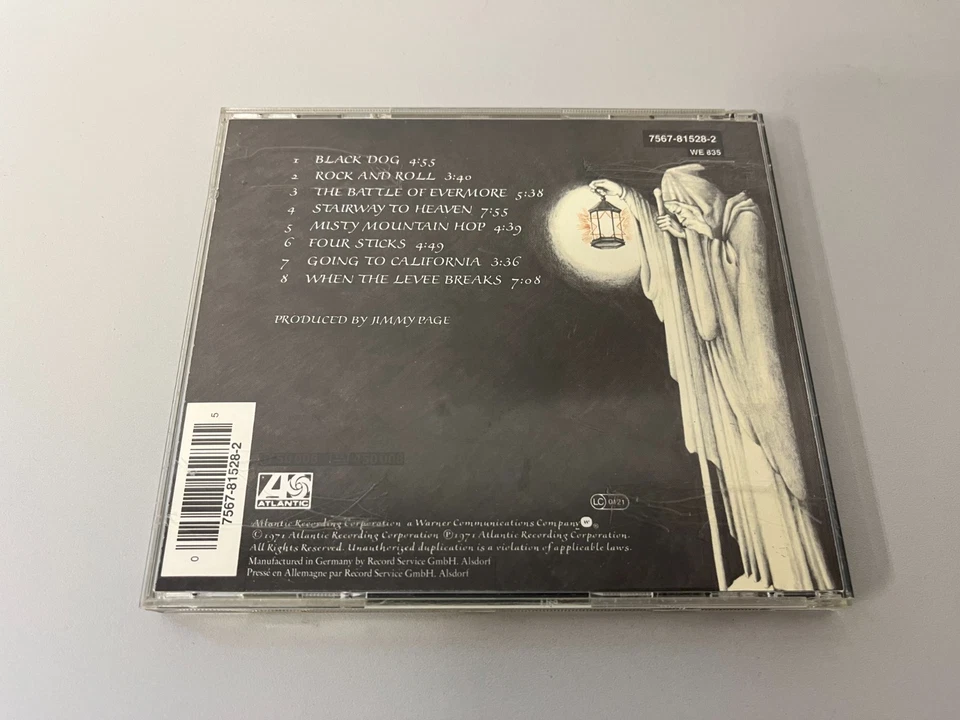 7567-81528-2
WE 835
1 BLACK DOG 4:55
2 ROCK AND ROLL 3:40
3 THE BATTLE OF EVERMORE 5:38
4 STAIRWAY TO HEAVEN 7:55
5 MISTY MOUNTAIN HOP 4:39
6 FOUR STICKS 4:49
7 GOING TO CALIFORNIA 3:36
8 WHEN THE LEVEE BREAKS 7:08
PRODUCED BY JIMMY PAGE
0 5
7567-81528-2
ATLANTIC
LC 0121
Atlantic Recording Corporation a Warner Communications Company
© 1971 Atlantic Recording Corporation ℗ 1971 Atlantic Recording Corporation.
All Rights Reserved. Unauthorized duplication is a violation of applicable laws.
Manufactured in Germany by Record Service GmbH. Alsdorf
Pressé en Allemagne par Record Service GmbH. Alsdorf